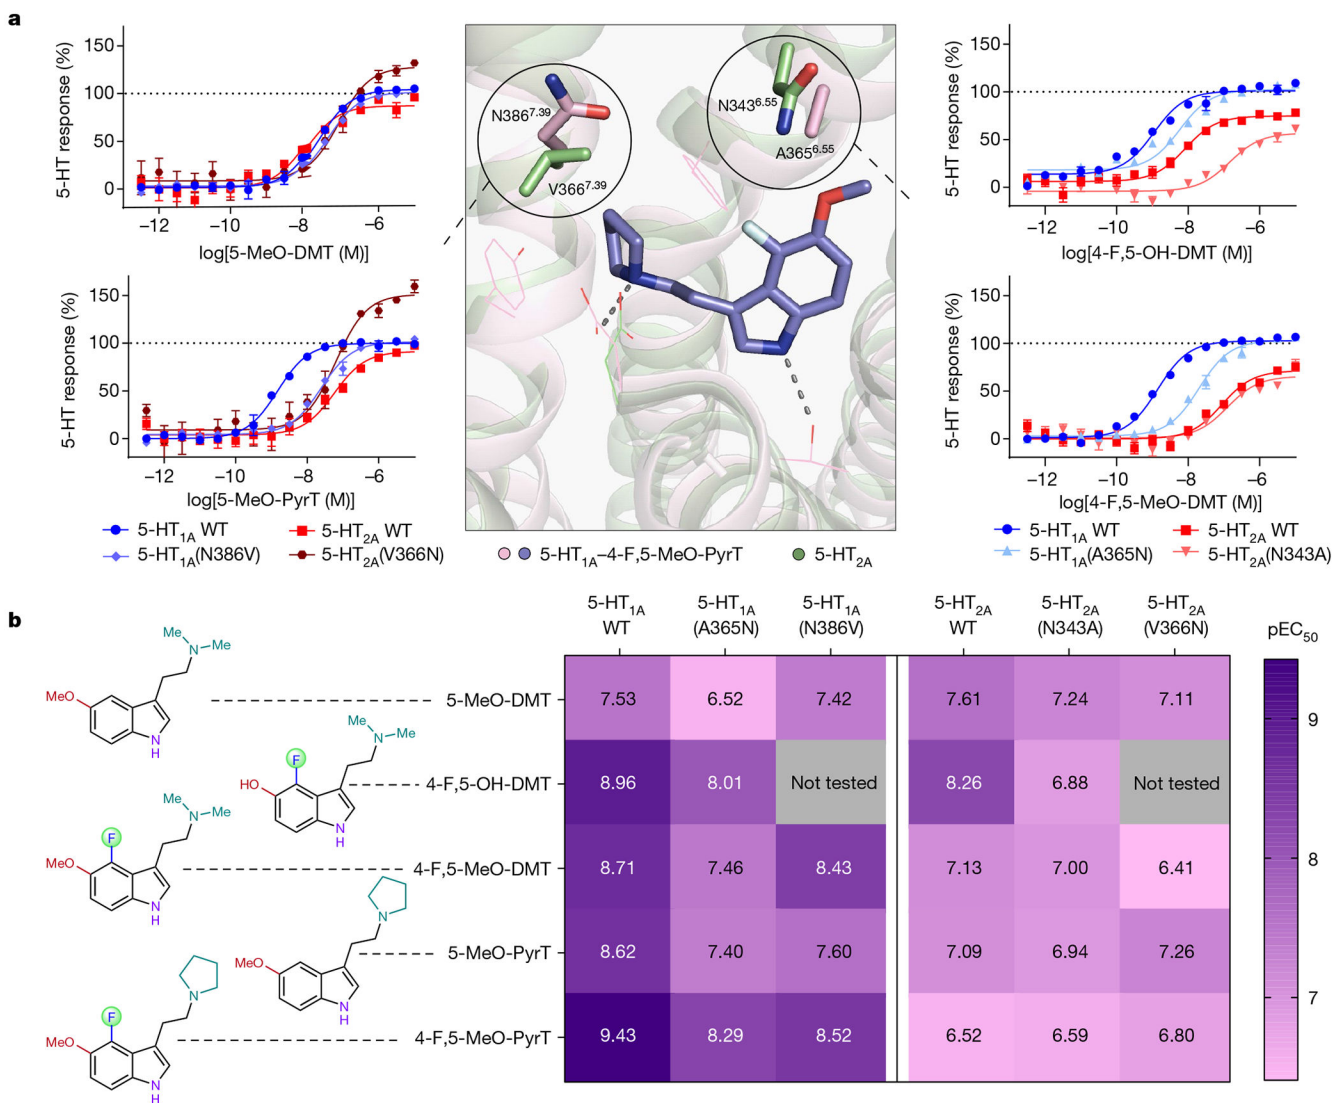 a
150
100
50
0
5-HT response (%)
−12
−10
−8
−6
log[5-MeO-DMT (M)]
150
100
50
0
5-HT response (%)
−12
−10
−8
−6
log[5-MeO-PyrT (M)]
5-HT1A WT
5-HT2A WT
5-HT1A(N386V)
5-HT2A(V366N)
N386^7.39
V366^7.39
N343^6.55
A365^6.55
5-HT1A–4-F,5-MeO-PyrT
5-HT2A
150
100
50
0
5-HT response (%)
−12
−10
−8
−6
log[4-F,5-OH-DMT (M)]
150
100
50
0
5-HT response (%)
−12
−10
−8
−6
log[4-F,5-MeO-DMT (M)]
5-HT1A WT
5-HT2A WT
5-HT1A(A365N)
5-HT2A(N343A)
b
5-HT1A WT
5-HT1A (A365N)
5-HT1A (N386V)
5-HT2A WT
5-HT2A (N343A)
5-HT2A (V366N)
pEC50
9
8
7
Me
N
Me
MeO
N
H
5-MeO-DMT
7.53
6.52
7.42
7.61
7.24
7.11
Me
N
Me
F
HO
N
H
4-F,5-OH-DMT
8.96
8.01
Not tested
8.26
6.88
Not tested
Me
N
Me
F
MeO
N
H
4-F,5-MeO-DMT
8.71
7.46
8.43
7.13
7.00
6.41
N
MeO
N
H
5-MeO-PyrT
8.62
7.40
7.60
7.09
6.94
7.26
N
F
MeO
N
H
4-F,5-MeO-PyrT
9.43
8.29
8.52
6.52
6.59
6.80